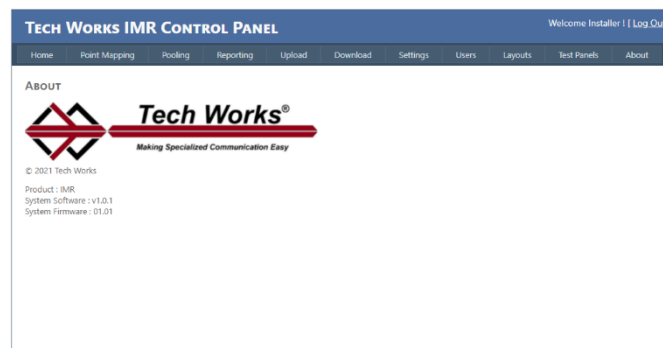 TECH WORKS IMR CONTROL PANEL
Welcome Installer ! [ Log Ou
Home Point Mapping Pooling Reporting Upload Download Settings Users Layouts Test Panels About
ABOUT
Tech Works®
Making Specialized Communication Easy
© 2021 Tech Works
Product : IMR
System Software : v1.0.1
System Firmware : 01.01